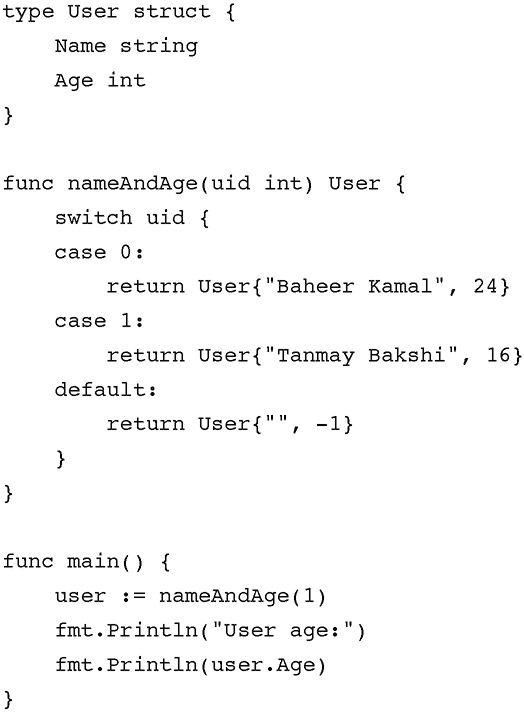 type User struct {
    Name string
    Age int
}

func nameAndAge(uid int) User {
    switch uid {
    case 0:
        return User{"Baheer Kamal", 24}
    case 1:
        return User{"Tanmay Bakshi", 16}
    default:
        return User{"", -1}
    }
}

func main() {
    user := nameAndAge(1)
    fmt.Println("User age:")
    fmt.Println(user.Age)
}